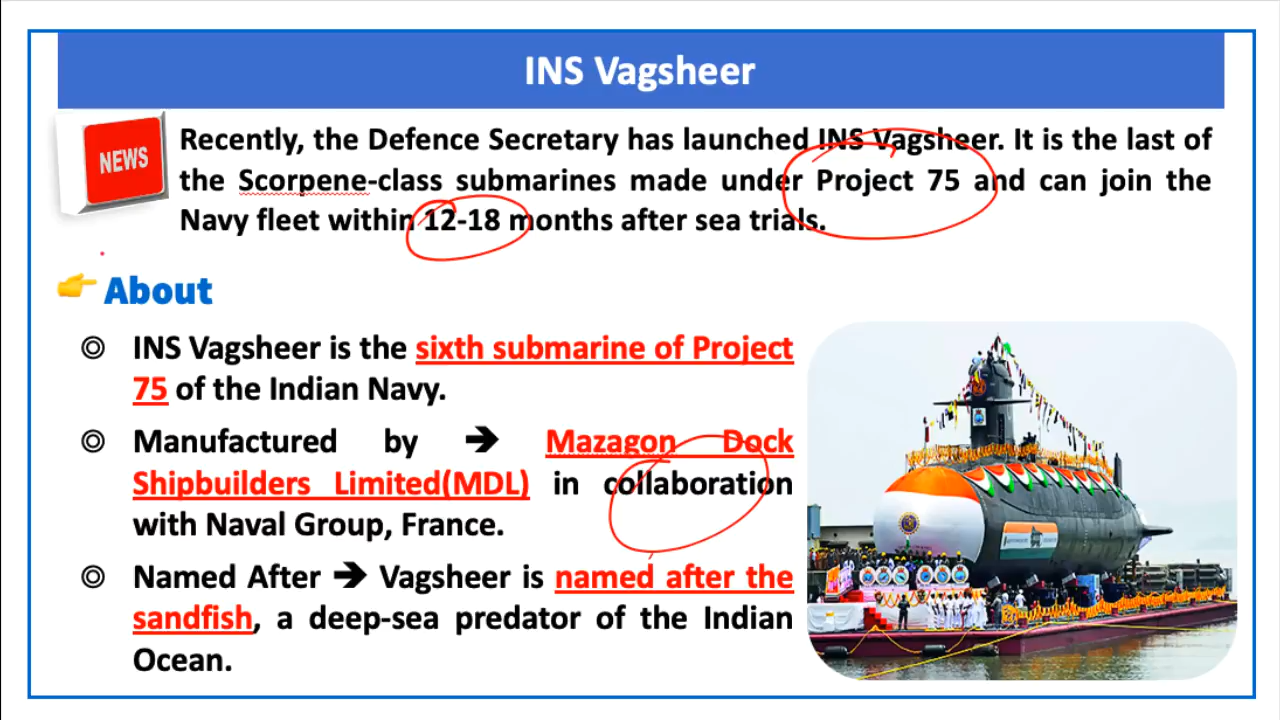 INS Vagsheer
NEWS
Recently, the Defence Secretary has launched INS Vagsheer. It is the last of
the Scorpene-class submarines made under Project 75 and can join the
Navy fleet within 12-18 months after sea trials.
About
INS Vagsheer is the sixth submarine of Project
75 of the Indian Navy.
Manufactured by ➔ Mazagon Dock
Shipbuilders Limited(MDL) in collaboration
with Naval Group, France.
Named After ➔ Vagsheer is named after the
sandfish, a deep-sea predator of the Indian
Ocean.